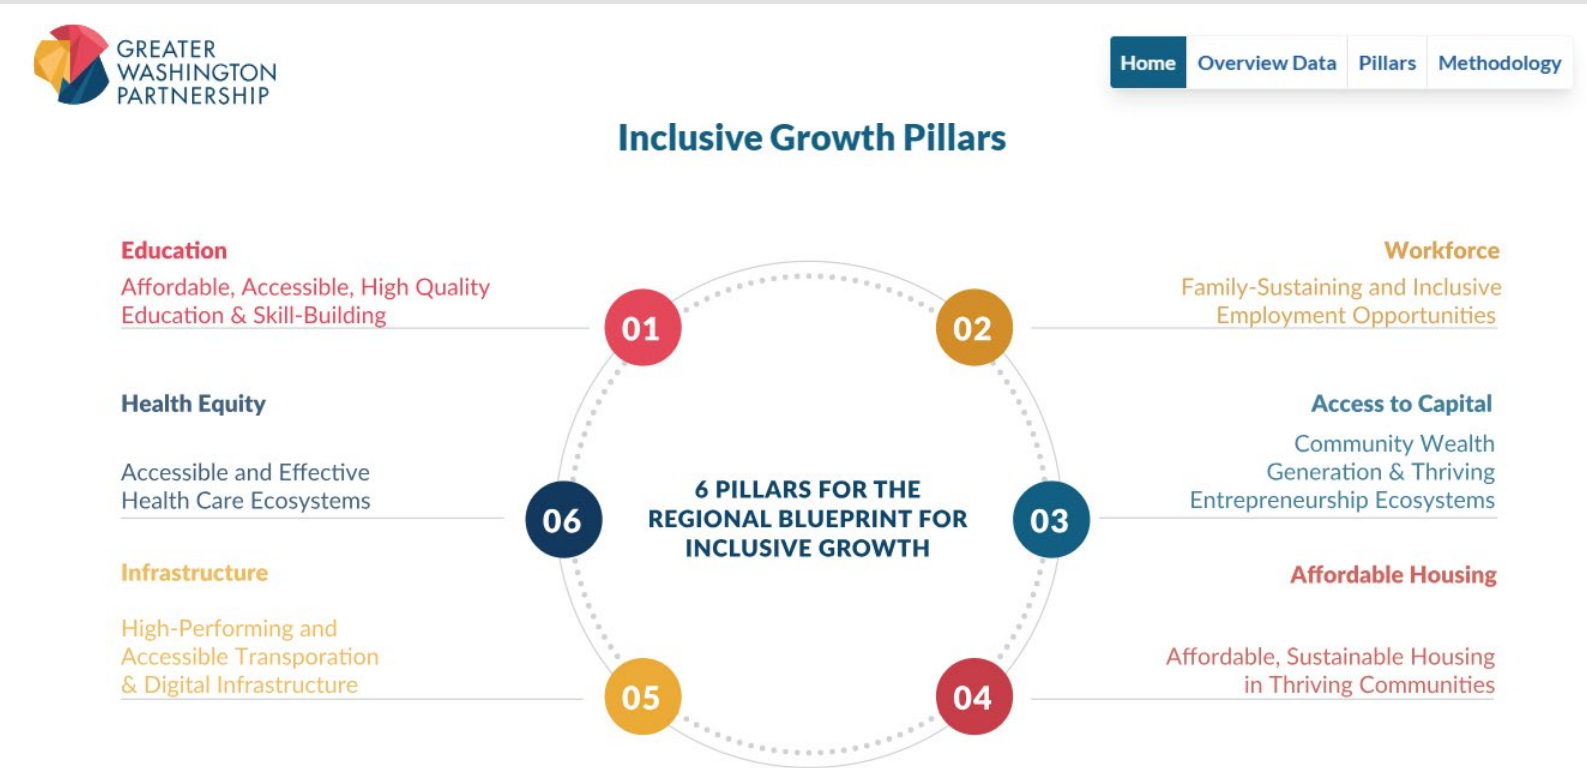 GREATER
WASHINGTON
PARTNERSHIP
Home
Overview Data
Pillars
Methodology
Inclusive Growth Pillars
Education
Affordable, Accessible, High Quality
Education & Skill-Building
01
02
Workforce
Family-Sustaining and Inclusive
Employment Opportunities
Health Equity
Accessible and Effective
Health Care Ecosystems
06
6 PILLARS FOR THE
REGIONAL BLUEPRINT FOR
INCLUSIVE GROWTH
03
Access to Capital
Community Wealth
Generation & Thriving
Entrepreneurship Ecosystems
Infrastructure
High-Performing and
Accessible Transporation
& Digital Infrastructure
05
04
Affordable Housing
Affordable, Sustainable Housing
in Thriving Communities